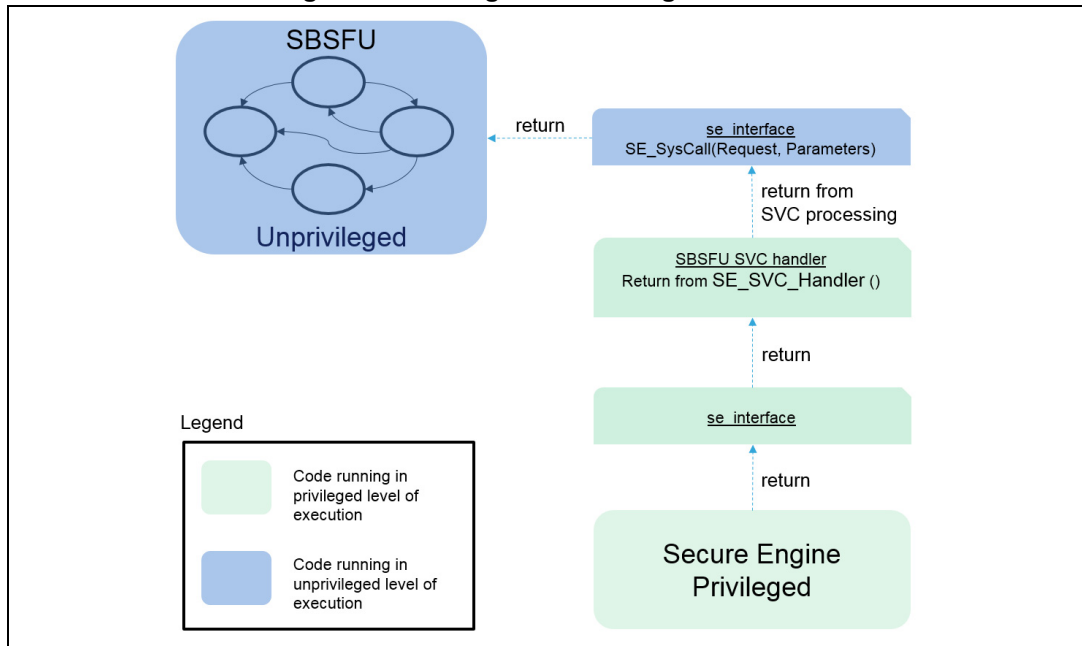 SBSFU
Unprivileged
return
se_interface
SE_SysCall(Request, Parameters)
return from
SVC processing
SBSFU SVC handler
Return from SE_SVC_Handler ()
return
se_interface
return
Secure Engine
Privileged
Legend
Code running in
privileged level of
execution
Code running in
unprivileged level of
execution